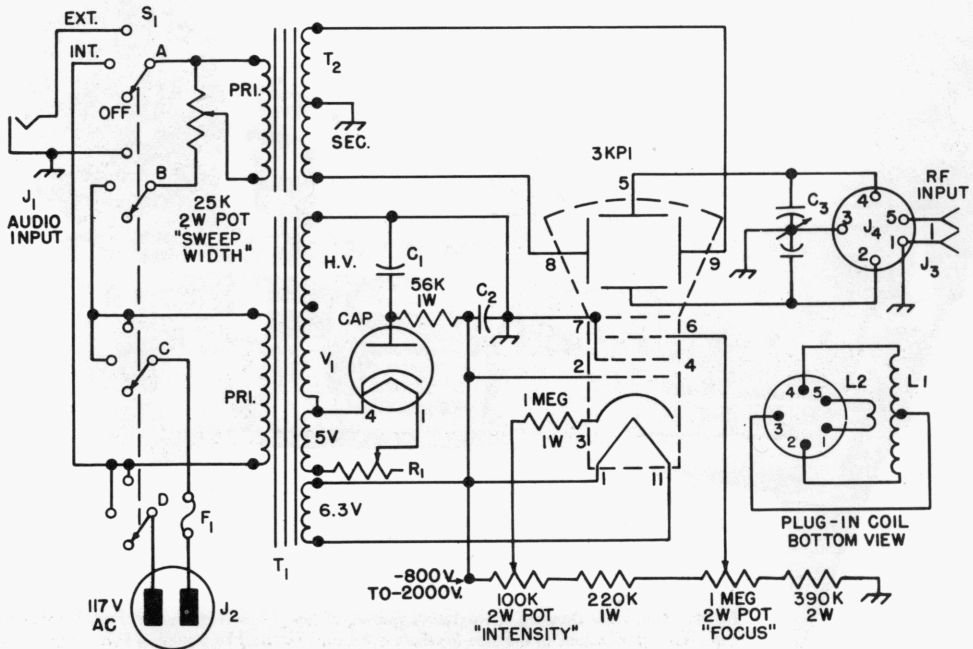 EXT.
S1
INT.
A
OFF
PRI.
T2
SEC.
B
J1
AUDIO
INPUT
25K
2W POT
"SWEEP
WIDTH"
3KPI
5
8
9
C3
4
3
J4
5
2
1
RF
INPUT
J3
H.V.
C1
56K
1W
C2
CAP
V1
4
1
7
6
2
4
1 MEG
1W
3
1
11
C
PRI.
5V
R1
6.3V
D
F1
T1
117V
AC
J2
-800V
TO-2000V.
100K
2W POT
"INTENSITY"
220K
1W
1 MEG
2W POT
"FOCUS"
390K
2W
4
5
3
2
1
L2
L1
PLUG-IN COIL
BOTTOM VIEW